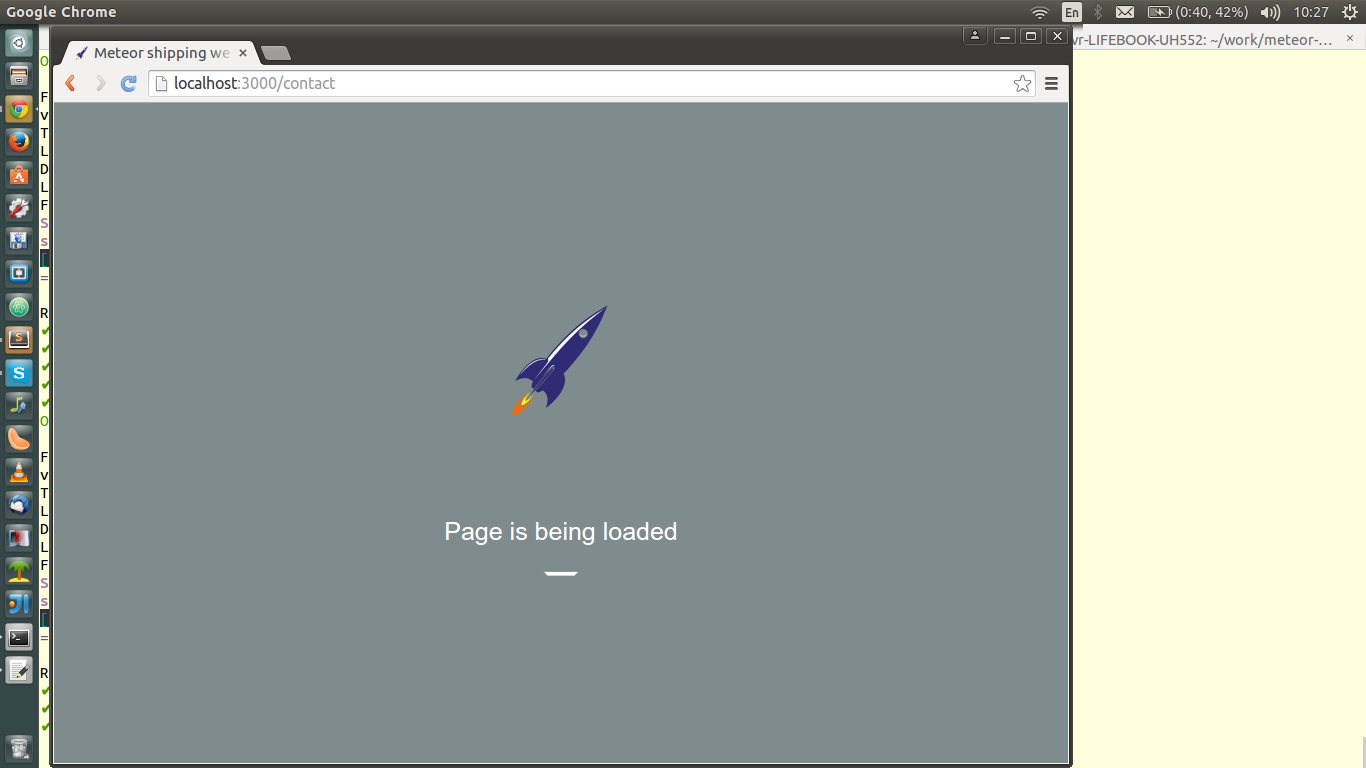 Google Chrome
En
(0:40, 42%)
10:27
Meteor shipping we
vr-LIFEBOOK-UH552: ~/work/meteor-...
localhost:3000/contact
O
F
v
T
L
D
L
F
S
s
[
=
R
✔
✔
✔
✔
✔
O
F
v
T
L
D
L
F
S
s
[
=
R
✔
✔
✔
Page is being loaded